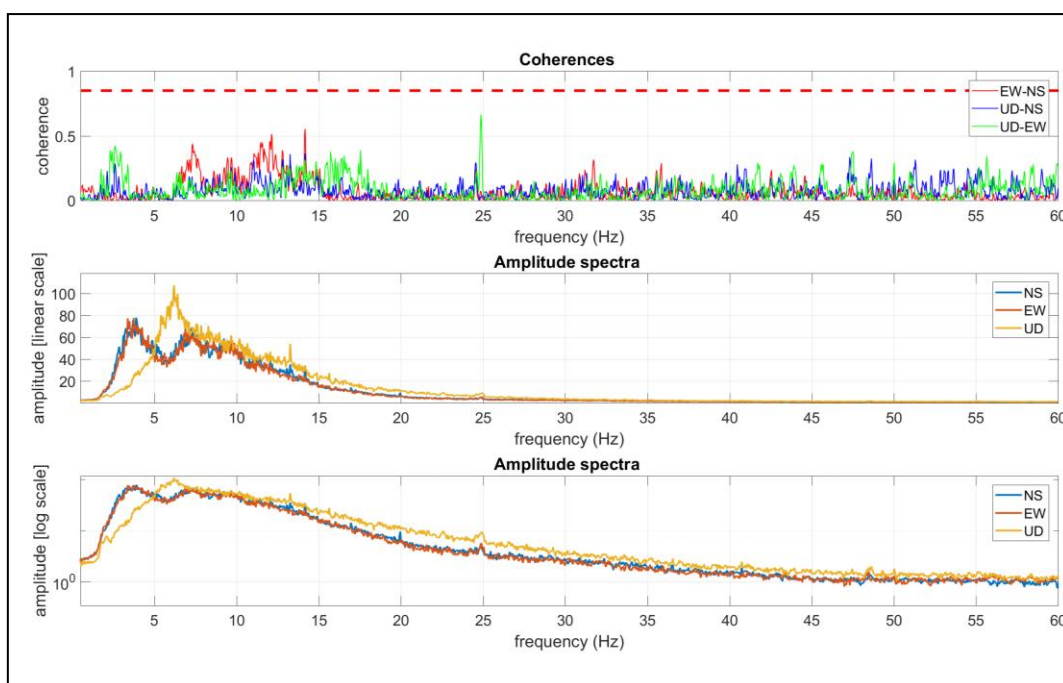 Coherences
1
0.5
0
coherence
EW-NS
UD-NS
UD-EW
5 10 15 20 25 30 35 40 45 50 55 60
frequency (Hz)
Amplitude spectra
100
80
60
40
20
amplitude [linear scale]
NS
EW
UD
5 10 15 20 25 30 35 40 45 50 55 60
frequency (Hz)
Amplitude spectra
10⁰
amplitude [log scale]
NS
EW
UD
5 10 15 20 25 30 35 40 45 50 55 60
frequency (Hz)